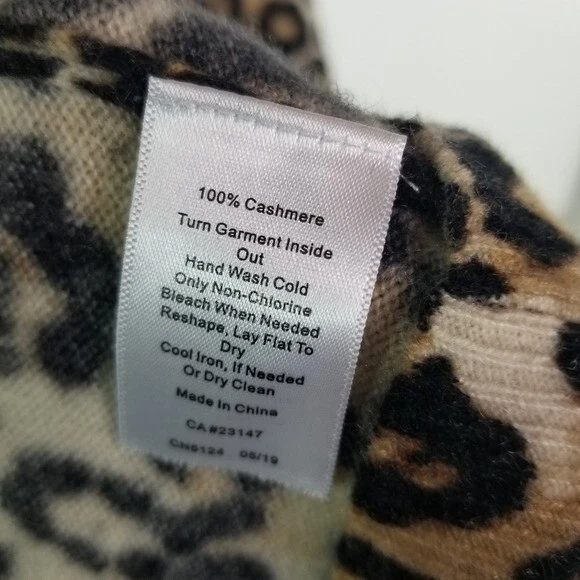 100% Cashmere
Turn Garment Inside
Out
Hand Wash Cold
Only Non-Chlorine
Bleach When Needed
Reshape, Lay Flat To
Dry
Cool Iron, If Needed
Or Dry Clean
Made In China
CA#23147
CN6124 05/19